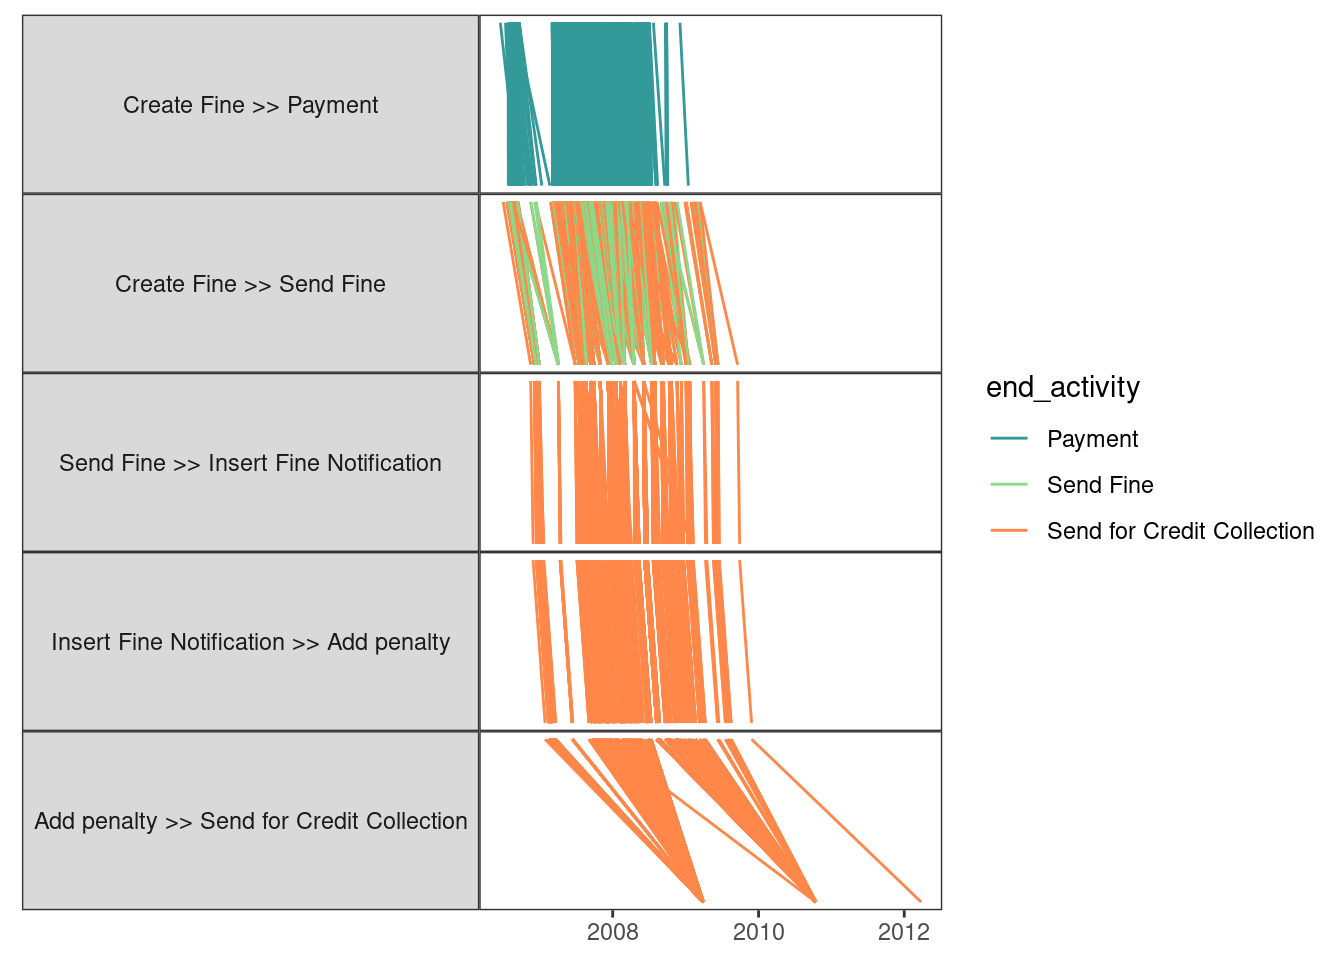 Create Fine >> Payment
Create Fine >> Send Fine
Send Fine >> Insert Fine Notification
Insert Fine Notification >> Add penalty
Add penalty >> Send for Credit Collection
2008
2010
2012
end_activity
Payment
Send Fine
Send for Credit Collection